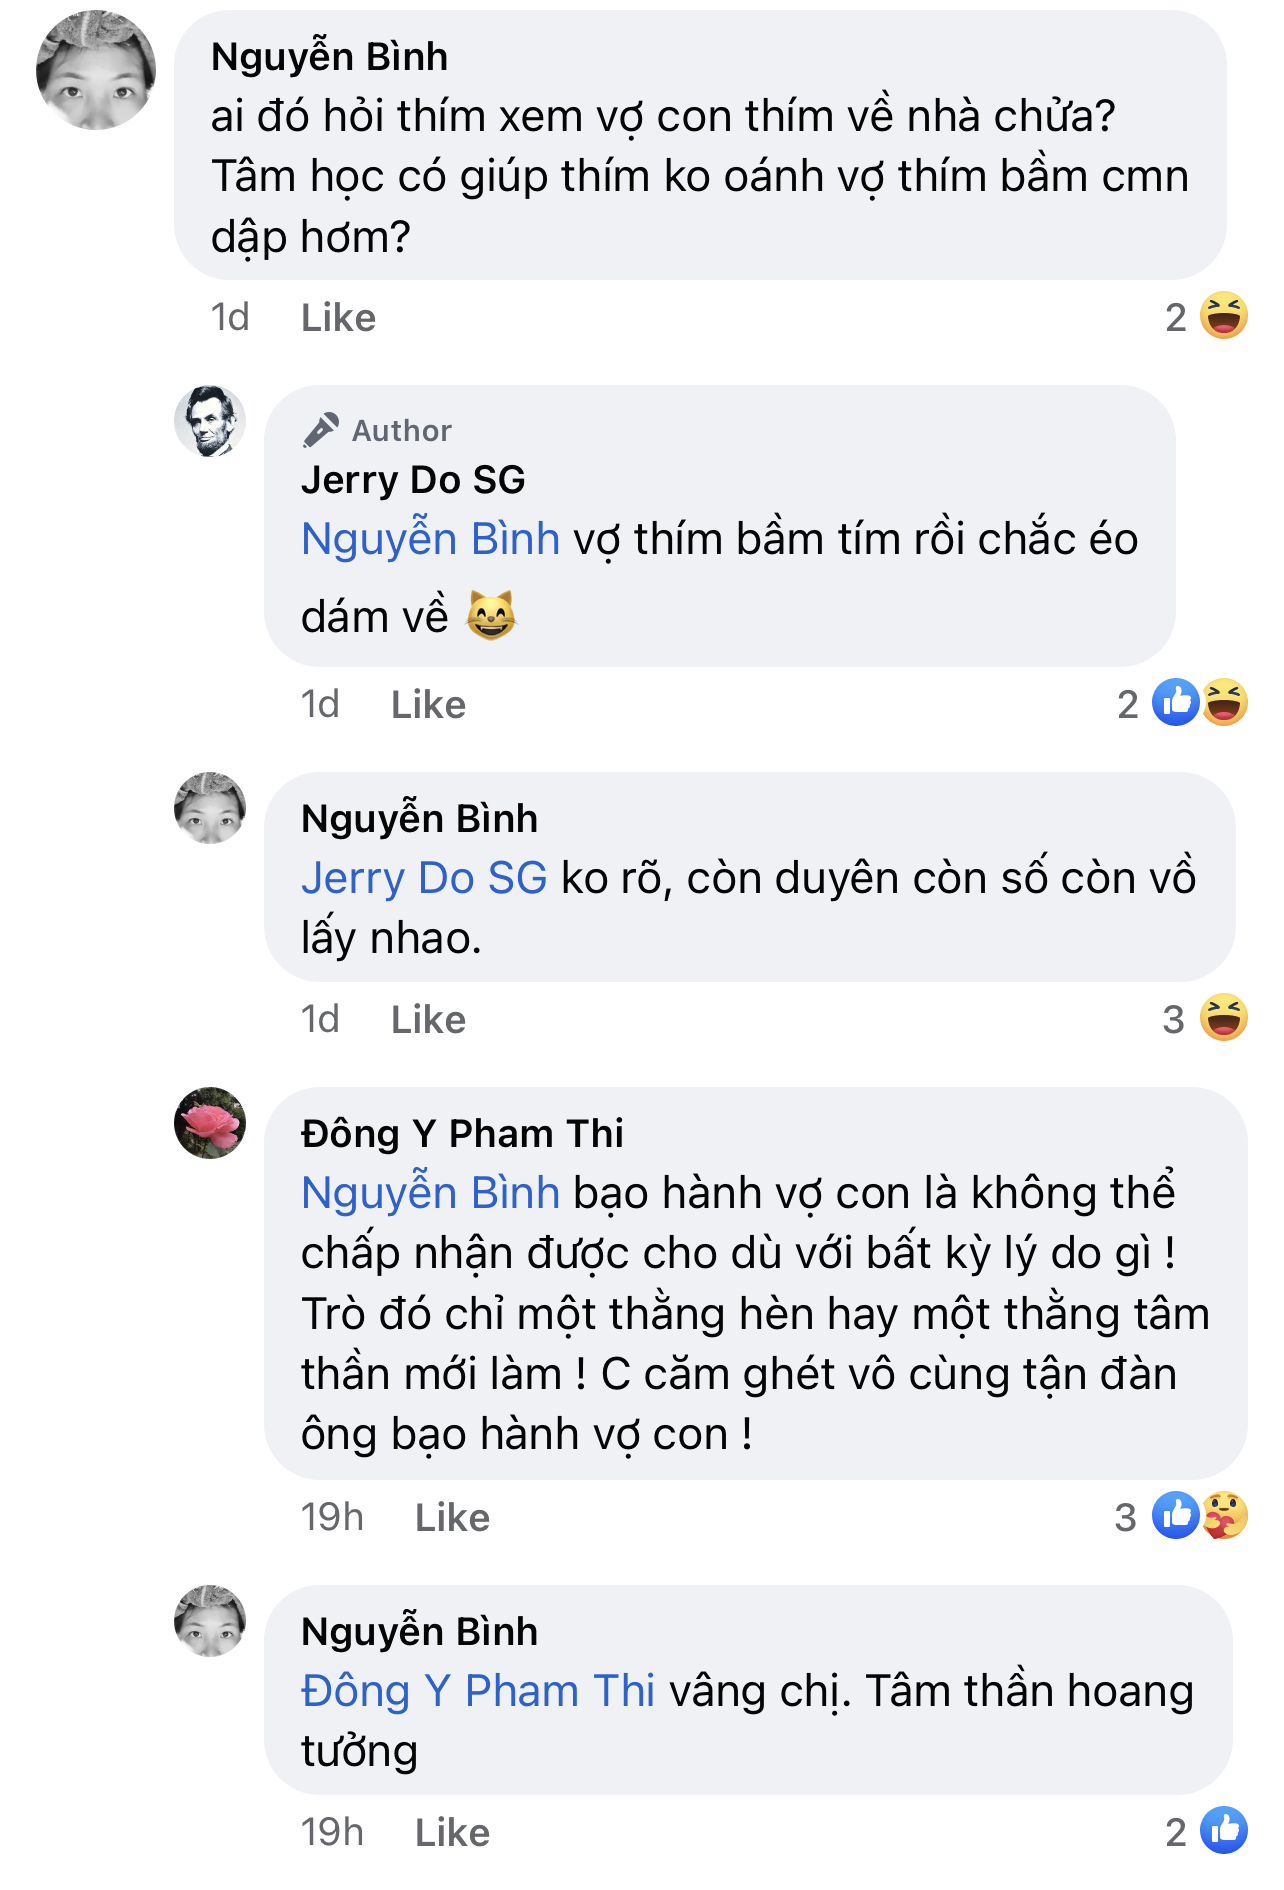 Nguyễn Bình
ai đó hỏi thím xem vợ con thím về nhà chửa?
Tâm học có giúp thím ko oánh vợ thím bầm cmn
dập hơm?
1d Like 2
Author
Jerry Do SG
Nguyễn Bình vợ thím bầm tím rồi chắc éo
dám về
1d Like 2
Nguyễn Bình
Jerry Do SG ko rõ, còn duyên còn số còn vồ
lấy nhao.
1d Like 3
Đông Y Pham Thi
Nguyễn Bình bạo hành vợ con là không thể
chấp nhận được cho dù với bất kỳ lý do gì !
Trò đó chỉ một thằng hèn hay một thằng tâm
thần mới làm ! C căm ghét vô cùng tận đàn
ông bạo hành vợ con !
19h Like 3
Nguyễn Bình
Đông Y Pham Thi vâng chị. Tâm thần hoang
tưởng
19h Like 2